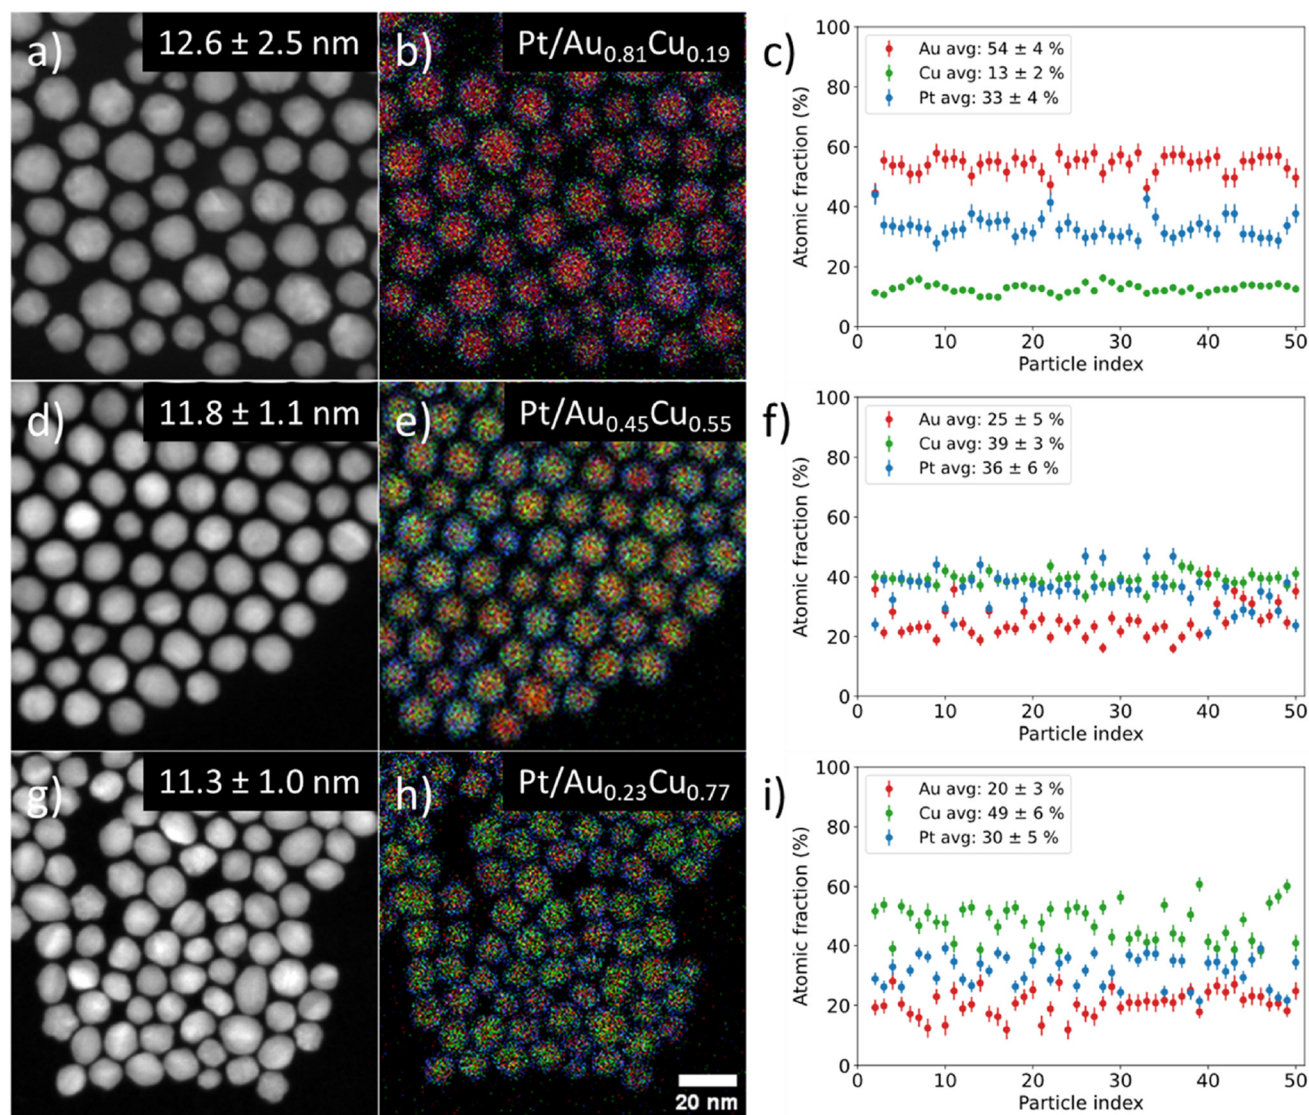 a) 12.6 ± 2.5 nm
b) Pt/Au₀.₈₁Cu₀.₁₉
c)
100
80
60
40
20
0
Atomic fraction (%)
Au avg: 54 ± 4 %
Cu avg: 13 ± 2 %
Pt avg: 33 ± 4 %
0 10 20 30 40 50
Particle index
d) 11.8 ± 1.1 nm
e) Pt/Au₀.₄₅Cu₀.₅₅
f)
100
80
60
40
20
0
Atomic fraction (%)
Au avg: 25 ± 5 %
Cu avg: 39 ± 3 %
Pt avg: 36 ± 6 %
0 10 20 30 40 50
Particle index
g) 11.3 ± 1.0 nm
h) Pt/Au₀.₂₃Cu₀.₇₇
20 nm
i)
100
80
60
40
20
0
Atomic fraction (%)
Au avg: 20 ± 3 %
Cu avg: 49 ± 6 %
Pt avg: 30 ± 5 %
0 10 20 30 40 50
Particle index